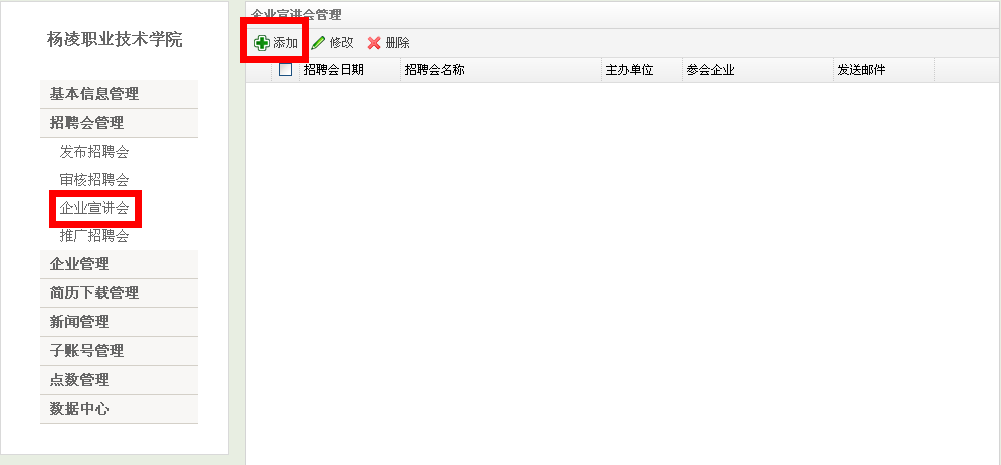 杨凌职业技术学院
基本信息管理
招聘会管理
发布招聘会
审核招聘会
企业宣讲会
推广招聘会
企业管理
简历下载管理
新闻管理
子账号管理
点数管理
数据中心
企业宣讲会管理
添加 修改 删除
招聘会日期 招聘会名称 主办单位 参会企业 发送邮件